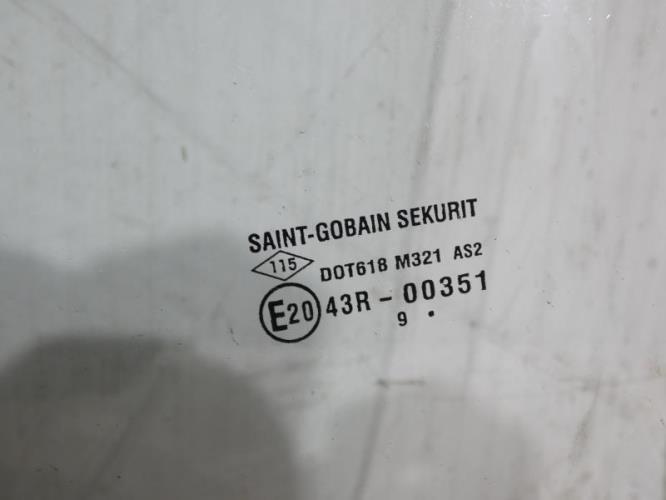 SAINT-GOBAIN SEKURIT
115 DOT618 M321 AS2
E20 43R - 00351
9 .